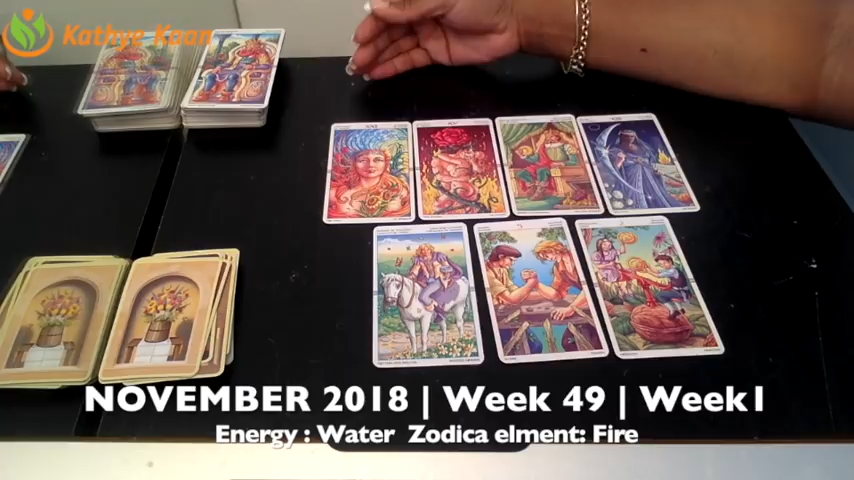 Kathye Kaan
NOVEMBER 2018 | Week 49 | Week1
Energy : Water Zodica elment: Fire